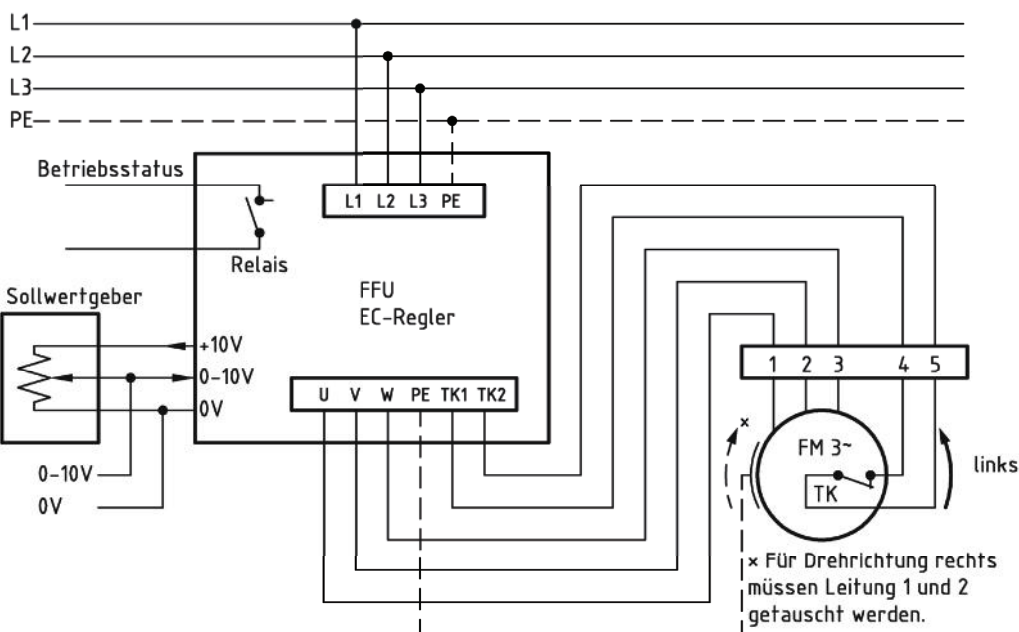 L1
L2
L3
PE
Betriebsstatus
L1 L2 L3 PE
Relais
Sollwertgeber
FFU
EC-Regler
+10V
0-10V
0V
U V W PE TK1 TK2
1 2 3 4 5
0-10V
0V
×
FM 3~
TK
links
× Für Drehrichtung rechts
müssen Leitung 1 und 2
getauscht werden.